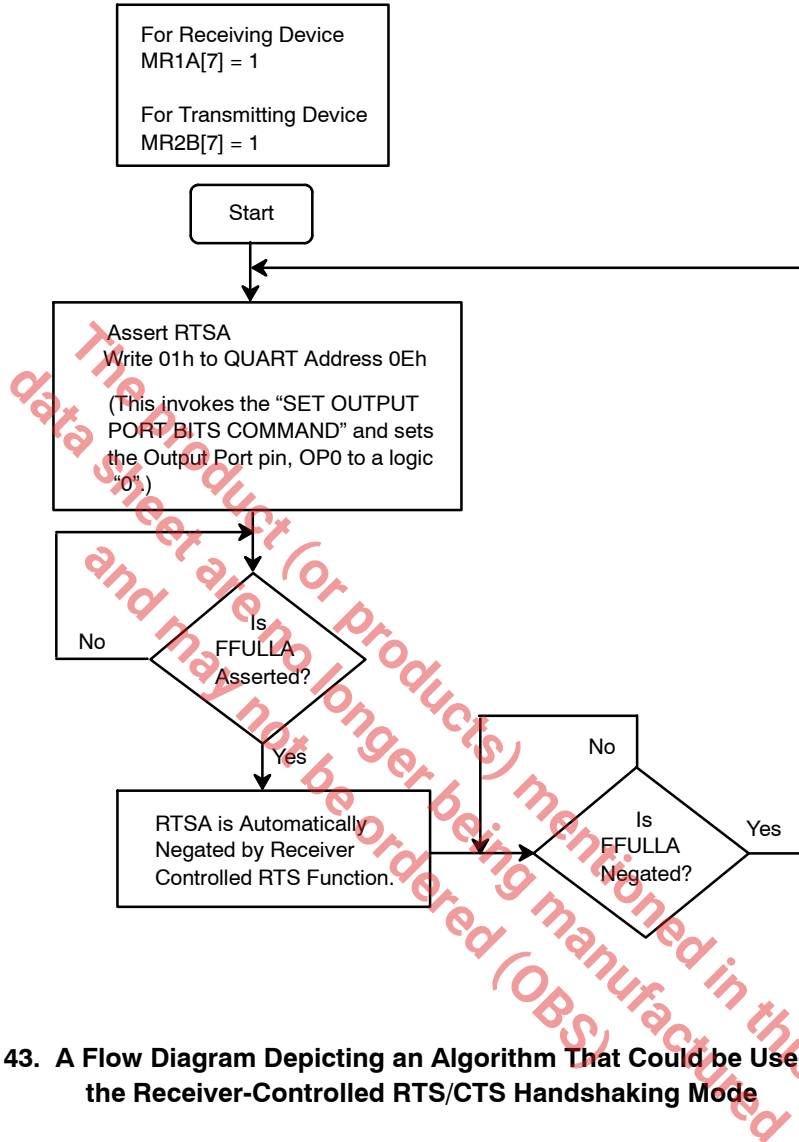 For Receiving Device
MR1A[7] = 1
For Transmitting Device
MR2B[7] = 1
Start
Assert RTSA
Write 01h to QUART Address 0Eh
(This invokes the “SET OUTPUT
PORT BITS COMMAND” and sets
the Output Port pin, OP0 to a logic
“0”.)
Is
FFULLA
Asserted?
No
Yes
RTSA is Automatically
Negated by Receiver
Controlled RTS Function.
No
Is
FFULLA
Negated?
Yes
The product (or products) mentioned in this
data sheet are no longer being manufactured
and may not be ordered (OBS)
43. A Flow Diagram Depicting an Algorithm That Could be Use
the Receiver-Controlled RTS/CTS Handshaking Mode